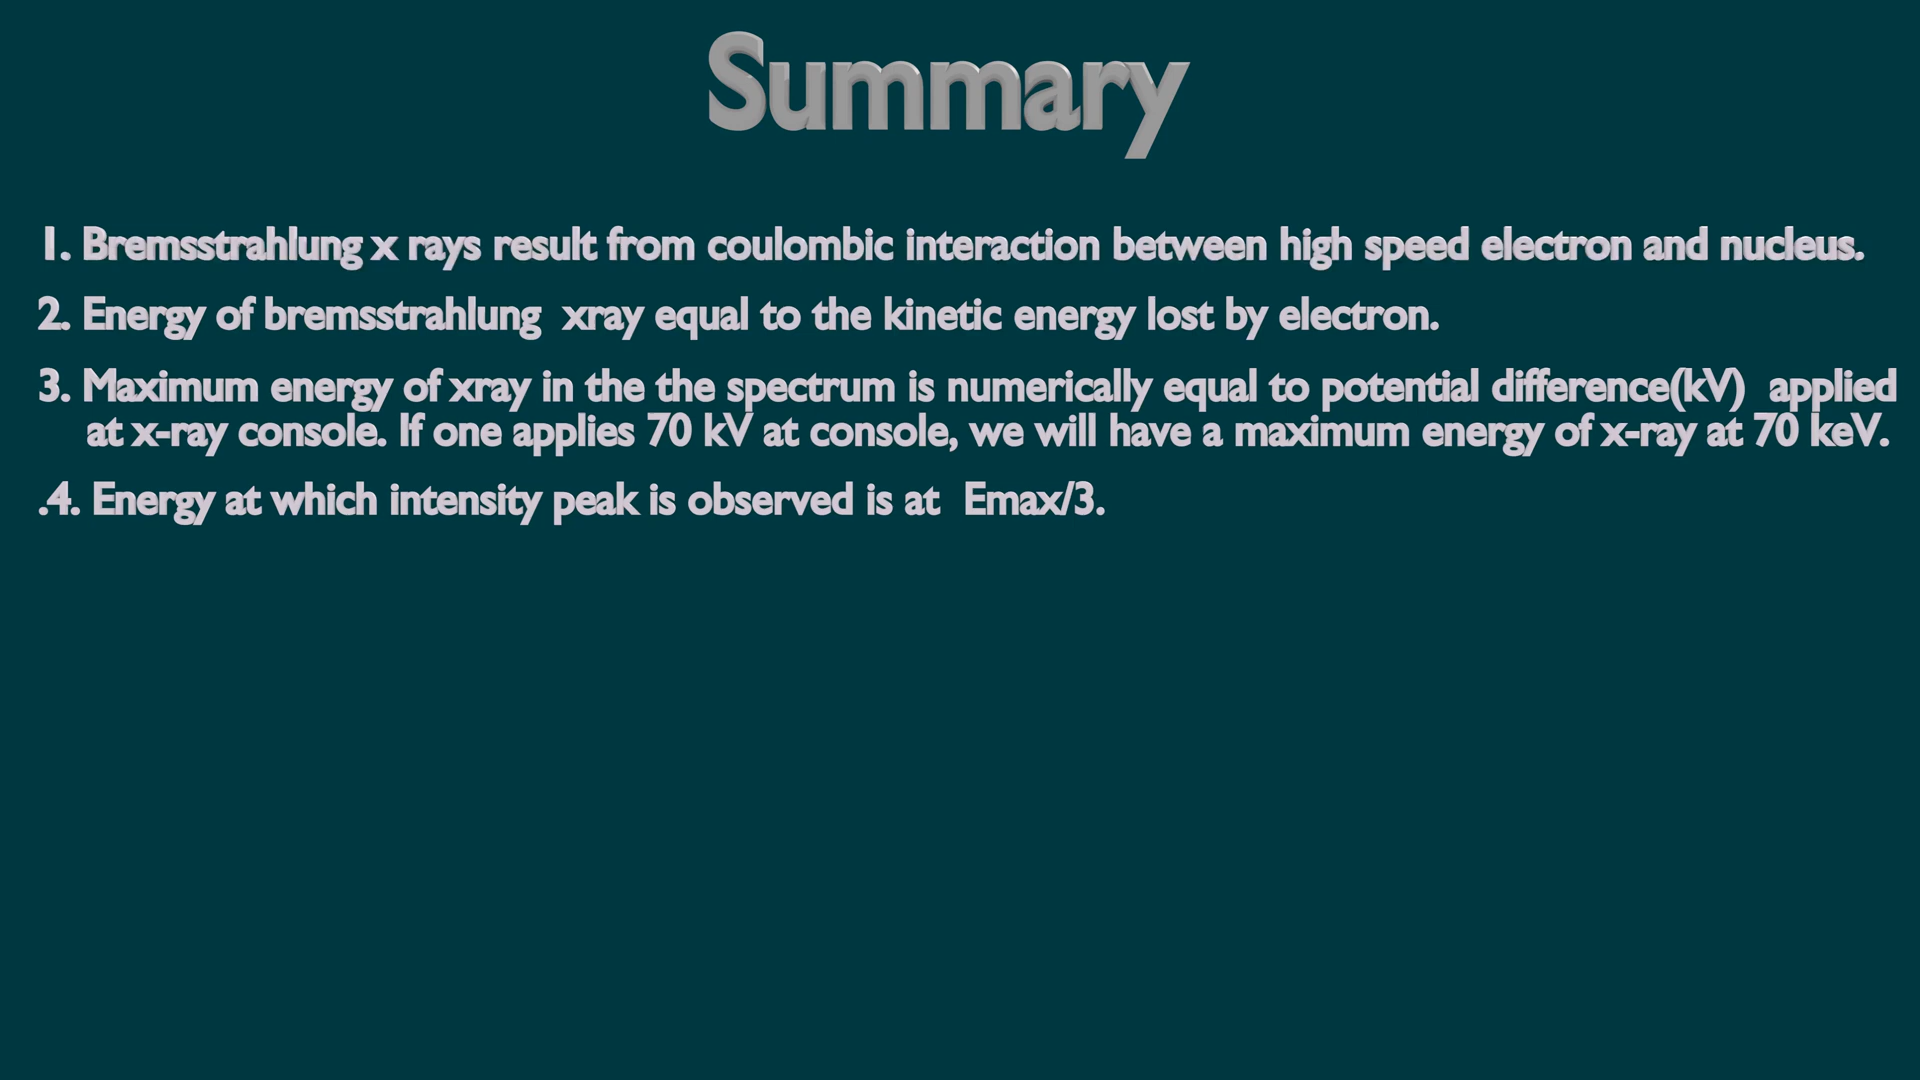 Summary
1. Bremsstrahlung x rays result from coulombic interaction between high speed electron and nucleus.
2. Energy of bremsstrahlung  xray equal to the kinetic energy lost by electron.
3. Maximum energy of xray in the the spectrum is numerically equal to potential difference(kV)  applied
at x-ray console. If one applies 70 kV at console, we will have a maximum energy of x-ray at 70 keV.
.4. Energy at which intensity peak is observed is at  Emax/3.